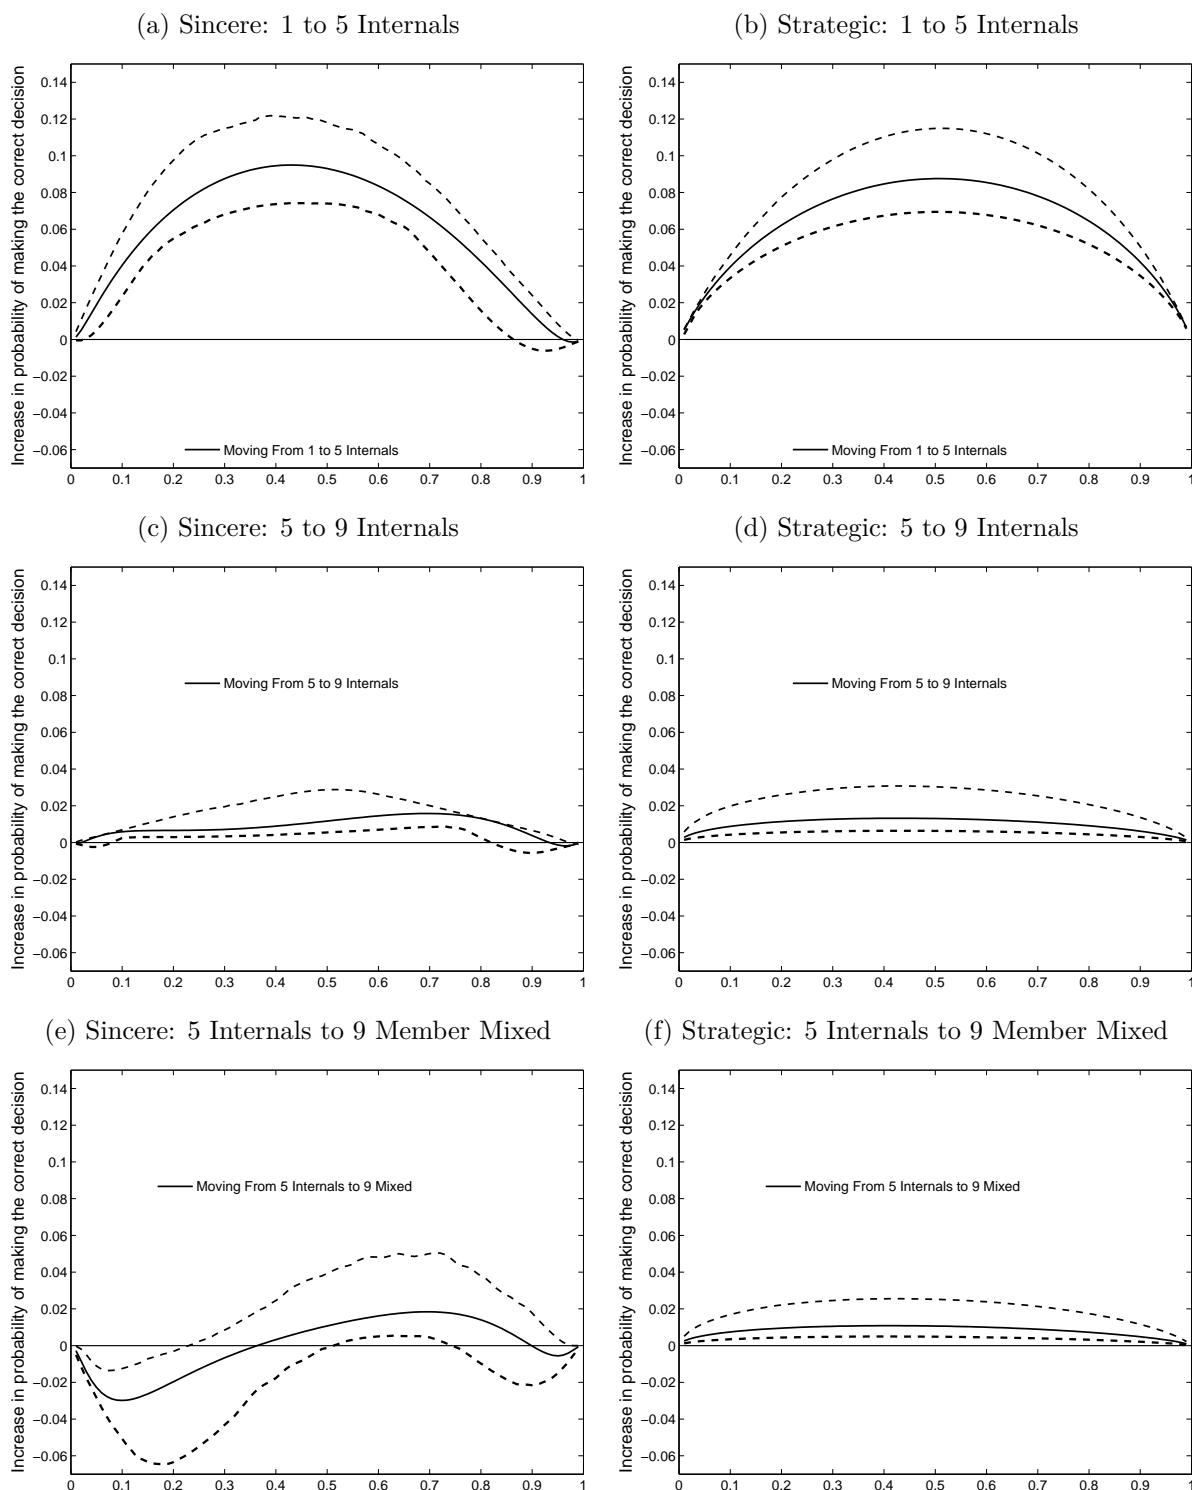 (a) Sincere: 1 to 5 Internals
(b) Strategic: 1 to 5 Internals
Increase in probability of making the correct decision
0.14
0.12
0.1
0.08
0.06
0.04
0.02
0
−0.02
−0.04
−0.06
Moving From 1 to 5 Internals
0 0.1 0.2 0.3 0.4 0.5 0.6 0.7 0.8 0.9 1
Increase in probability of making the correct decision
0.14
0.12
0.1
0.08
0.06
0.04
0.02
0
−0.02
−0.04
−0.06
Moving From 1 to 5 Internals
0 0.1 0.2 0.3 0.4 0.5 0.6 0.7 0.8 0.9 1
(c) Sincere: 5 to 9 Internals
(d) Strategic: 5 to 9 Internals
Increase in probability of making the correct decision
0.14
0.12
0.1
0.08
0.06
0.04
0.02
0
−0.02
−0.04
−0.06
Moving From 5 to 9 Internals
0 0.1 0.2 0.3 0.4 0.5 0.6 0.7 0.8 0.9 1
Increase in probability of making the correct decision
0.14
0.12
0.1
0.08
0.06
0.04
0.02
0
−0.02
−0.04
−0.06
Moving From 5 to 9 Internals
0 0.1 0.2 0.3 0.4 0.5 0.6 0.7 0.8 0.9 1
(e) Sincere: 5 Internals to 9 Member Mixed
(f) Strategic: 5 Internals to 9 Member Mixed
Increase in probability of making the correct decision
0.14
0.12
0.1
0.08
0.06
0.04
0.02
0
−0.02
−0.04
−0.06
Moving From 5 Internals to 9 Mixed
0 0.1 0.2 0.3 0.4 0.5 0.6 0.7 0.8 0.9 1
Increase in probability of making the correct decision
0.14
0.12
0.1
0.08
0.06
0.04
0.02
0
−0.02
−0.04
−0.06
Moving From 5 Internals to 9 Mixed
0 0.1 0.2 0.3 0.4 0.5 0.6 0.7 0.8 0.9 1